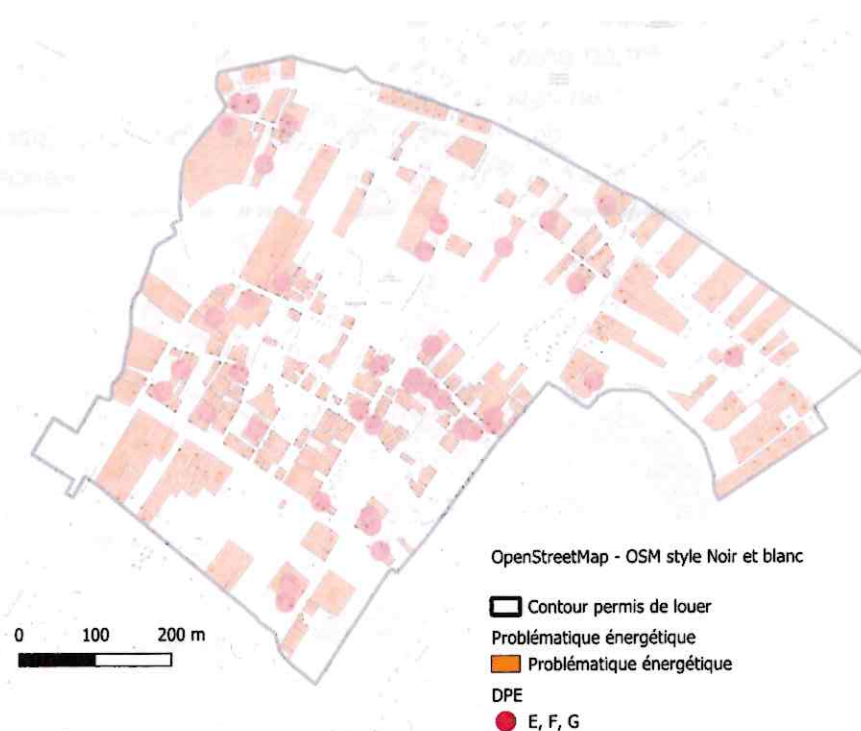 OpenStreetMap - OSM style Noir et blanc
Contour permis de louer
0 100 200 m
Problématique énergétique
Problématique énergétique
DPE
E, F, G